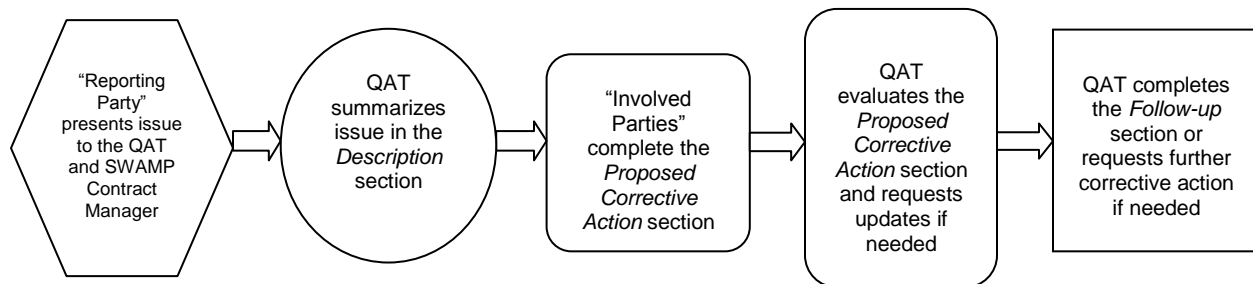 “Reporting
Party”
presents issue
to the QAT
and SWAMP
Contract
Manager
QAT
summarizes
issue in the
Description
section
“Involved
Parties”
complete the
Proposed
Corrective
Action section
QAT
evaluates the
Proposed
Corrective
Action section
and requests
updates if
needed
QAT completes
the Follow-up
section or
requests further
corrective action
if needed